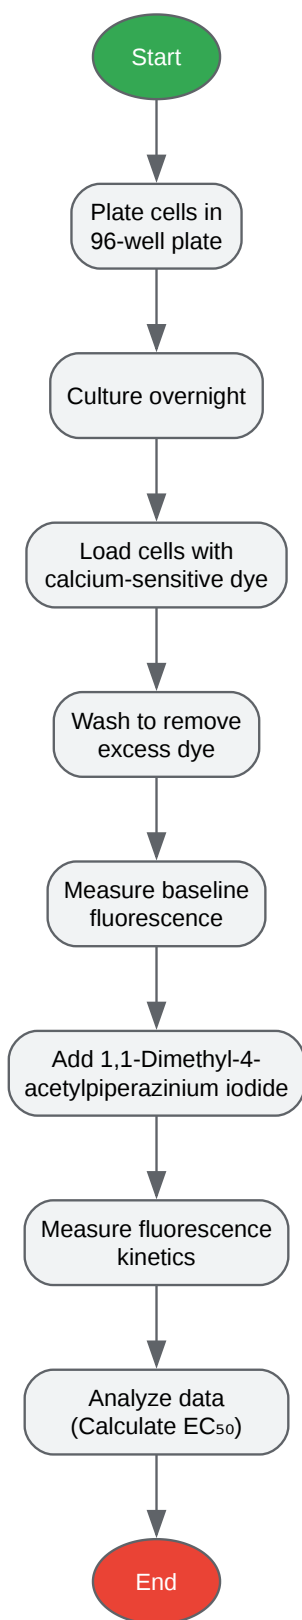 Start
Plate cells in
96-well plate
Culture overnight
Load cells with
calcium-sensitive dye
Wash to remove
excess dye
Measure baseline
fluorescence
Add 1,1-Dimethyl-4-
acetylpiperazinium iodide
Measure fluorescence
kinetics
Analyze data
(Calculate EC₅₀)
End